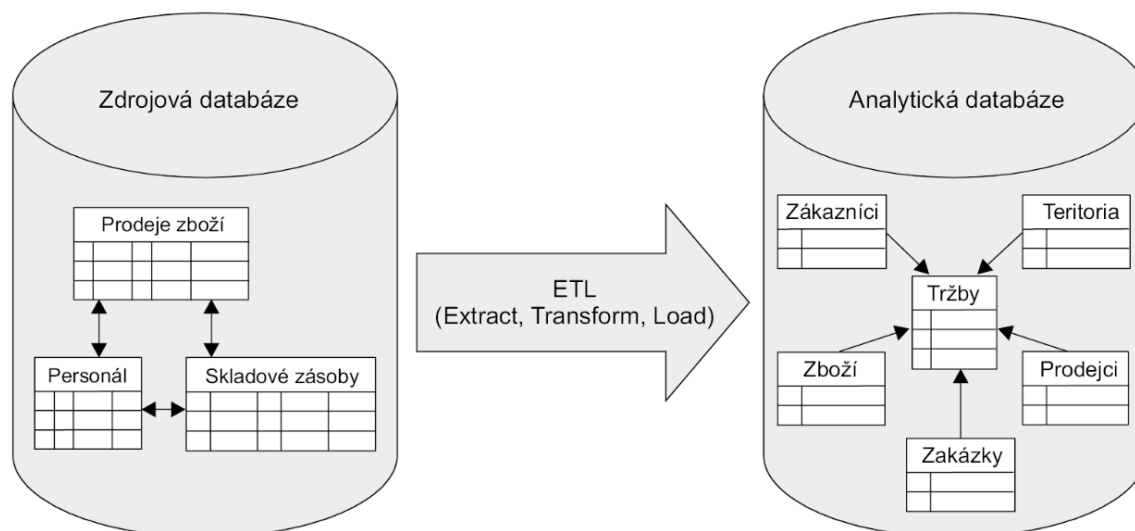 Zdrojová databáze
Prodeje zboží
Personál
Skladové zásoby
ETL
(Extract, Transform, Load)
Analytická databáze
Zákazníci
Teritoria
Tržby
Zboží
Prodejci
Zakázky